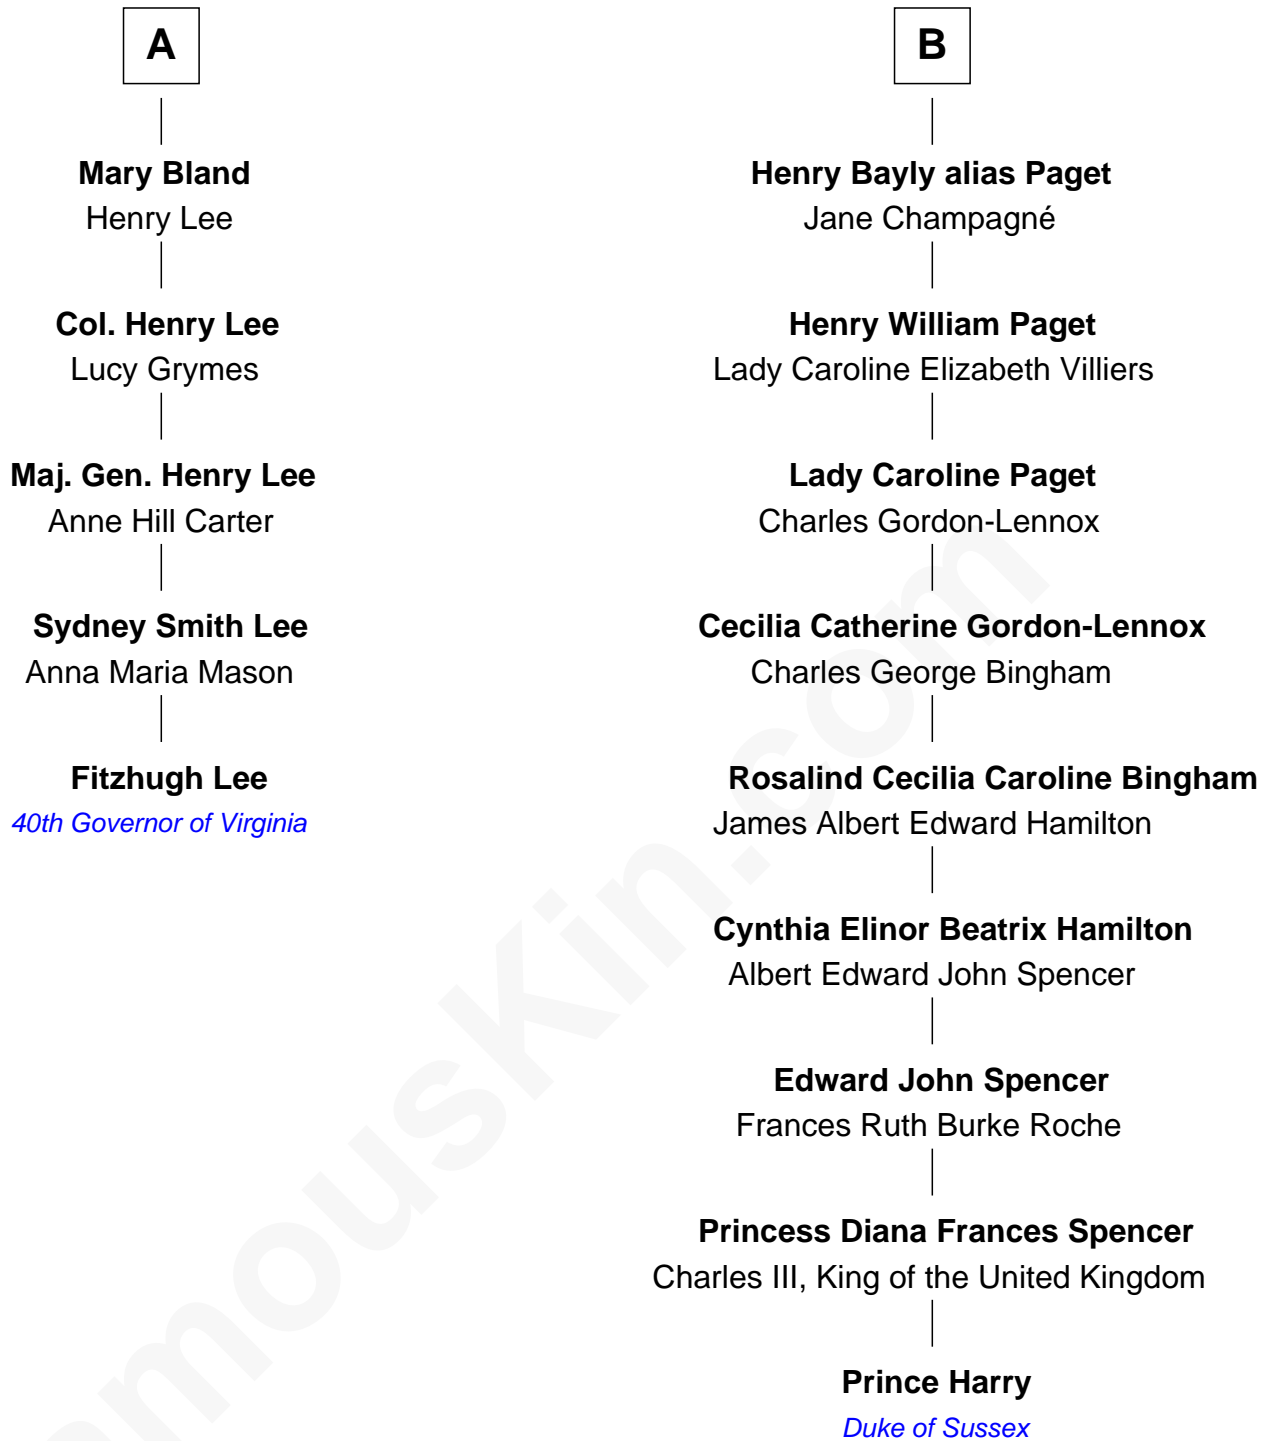 A
Mary Bland
Henry Lee
Col. Henry Lee
Lucy Grymes
Maj. Gen. Henry Lee
Anne Hill Carter
Sydney Smith Lee
Anna Maria Mason
Fitzhugh Lee
40th Governor of Virginia
B
Henry Bayly alias Paget
Jane Champagné
Henry William Paget
Lady Caroline Elizabeth Villiers
Lady Caroline Paget
Charles Gordon-Lennox
Cecilia Catherine Gordon-Lennox
Charles George Bingham
Rosalind Cecilia Caroline Bingham
James Albert Edward Hamilton
Cynthia Elinor Beatrix Hamilton
Albert Edward John Spencer
Edward John Spencer
Frances Ruth Burke Roche
Princess Diana Frances Spencer
Charles III, King of the United Kingdom
Prince Harry
Duke of Sussex
amousKin.com